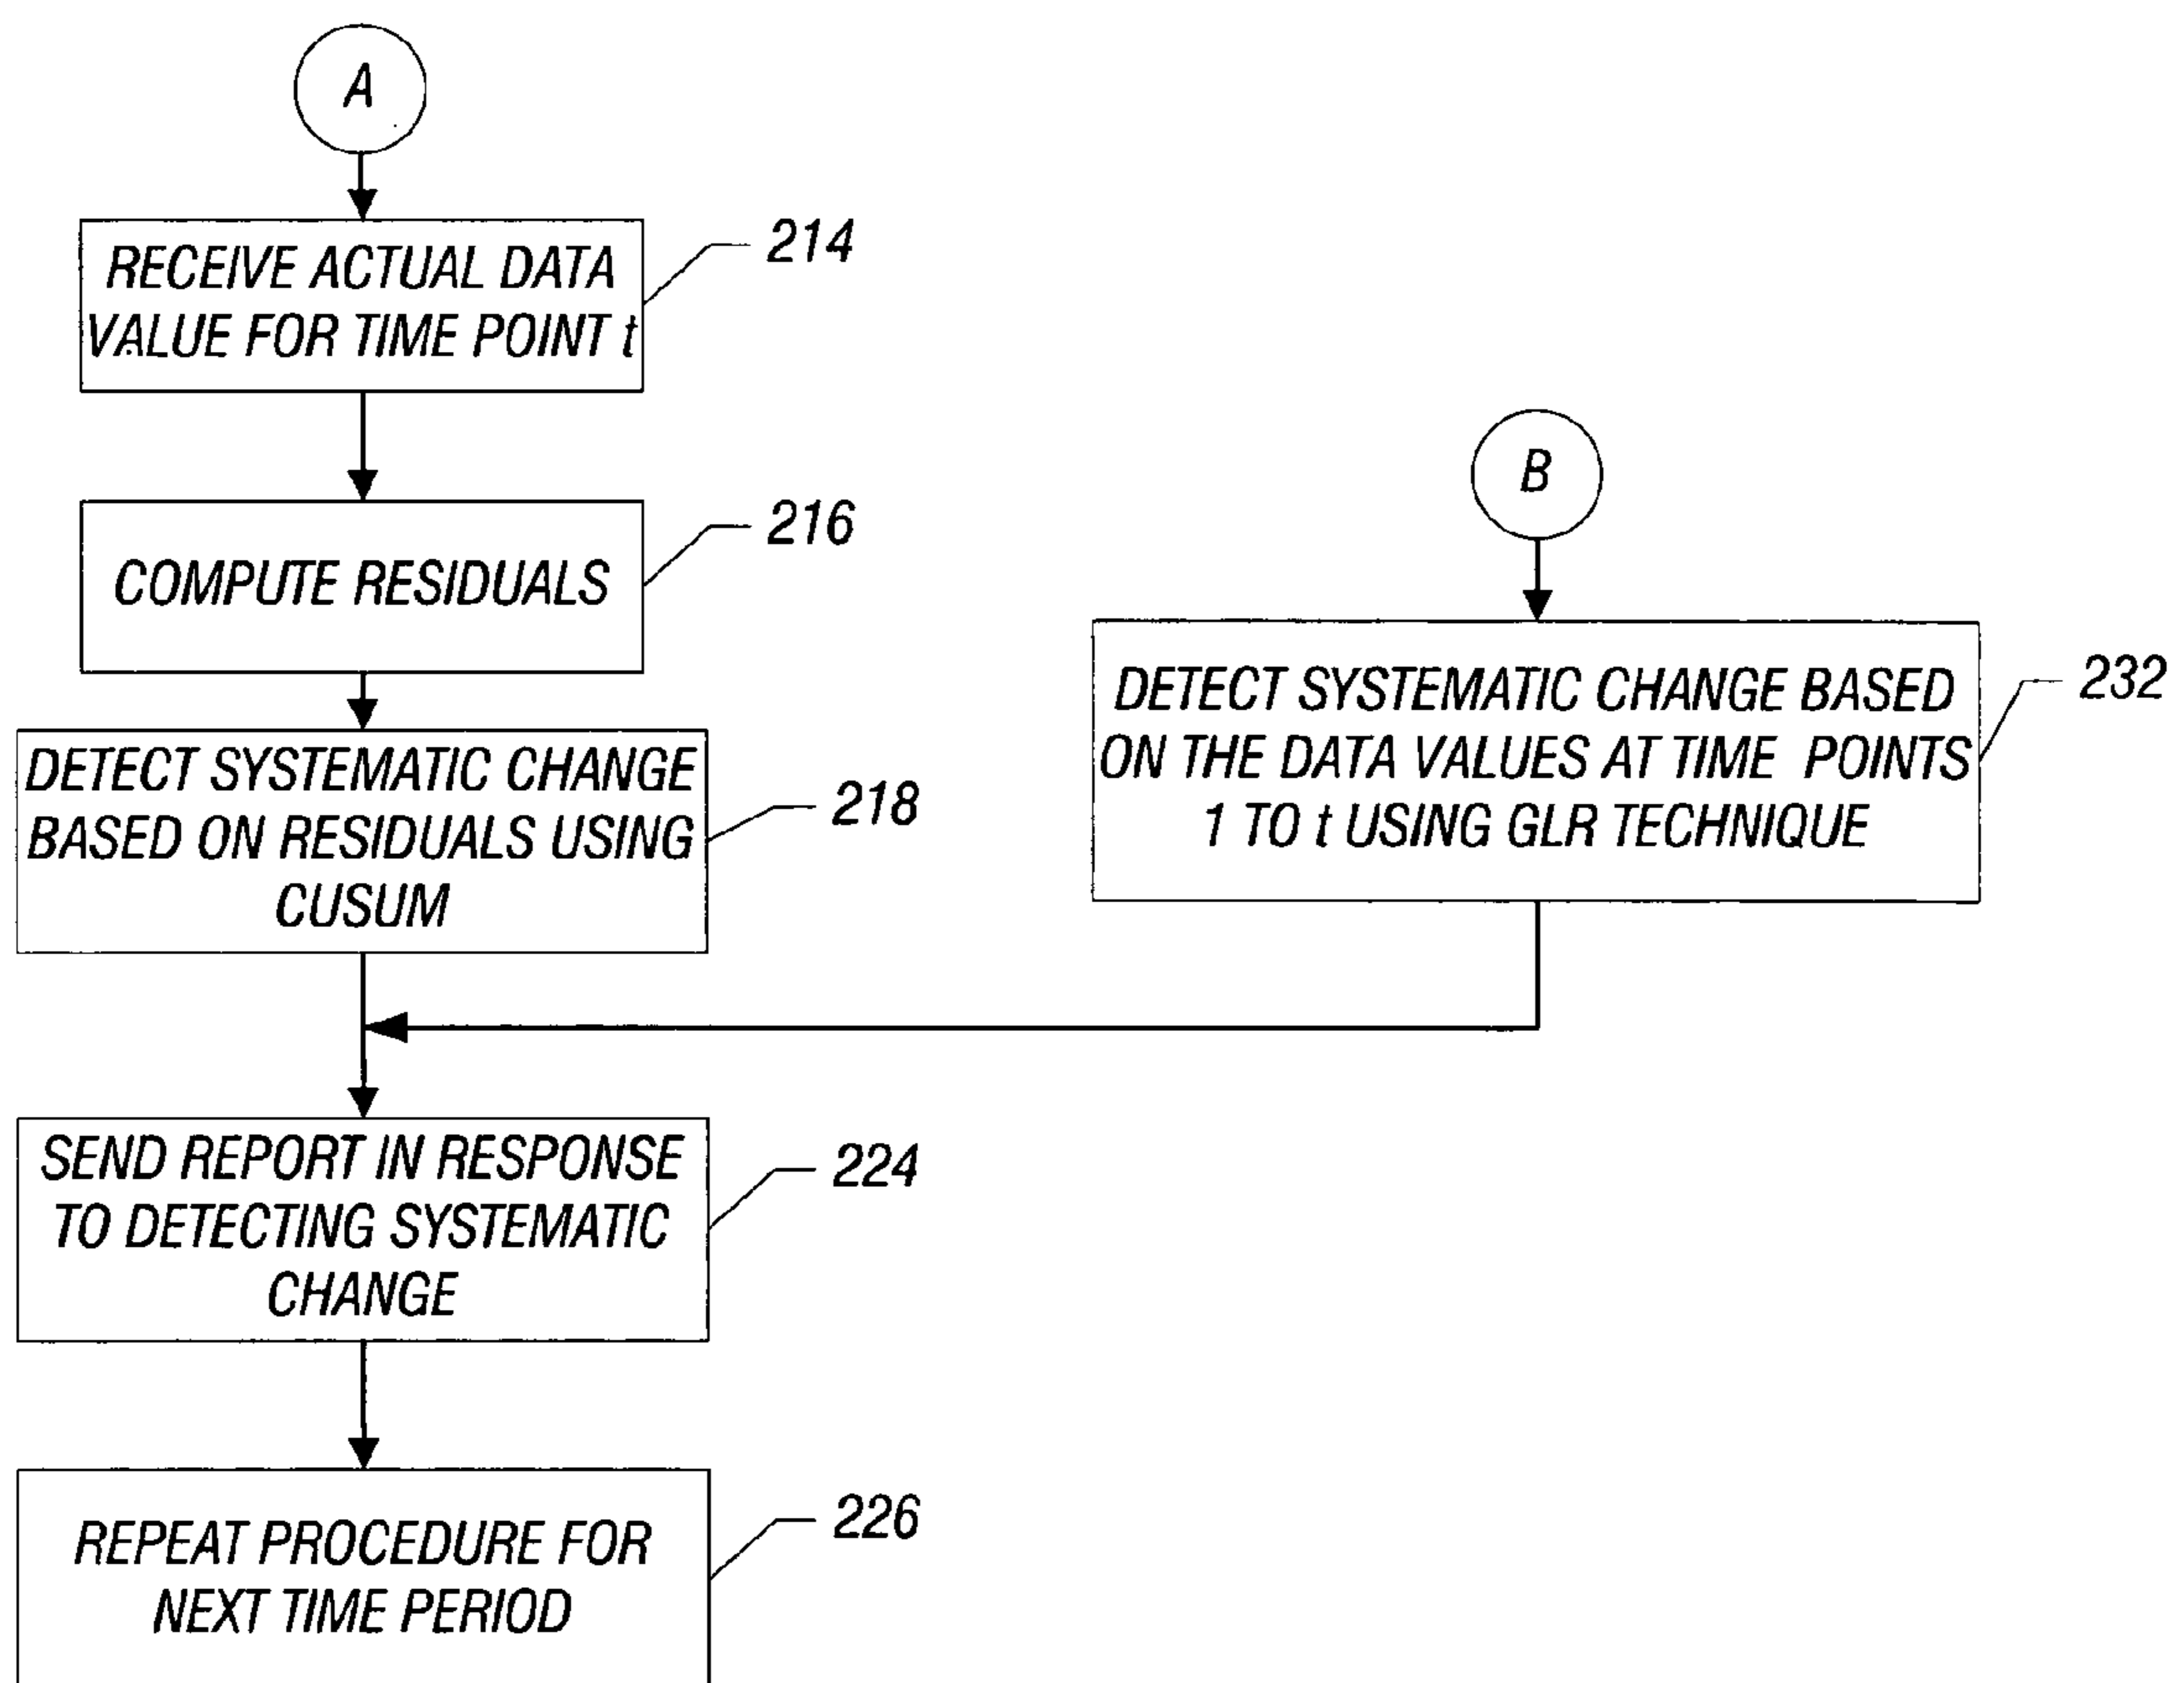 A
RECEIVE ACTUAL DATA
VALUE FOR TIME POINT t
214
COMPUTE RESIDUALS
216
DETECT SYSTEMATIC CHANGE
BASED ON RESIDUALS USING
CUSUM
218
B
DETECT SYSTEMATIC CHANGE BASED
ON THE DATA VALUES AT TIME POINTS
1 TO t USING GLR TECHNIQUE
232
SEND REPORT IN RESPONSE
TO DETECTING SYSTEMATIC
CHANGE
224
REPEAT PROCEDURE FOR
NEXT TIME PERIOD
226